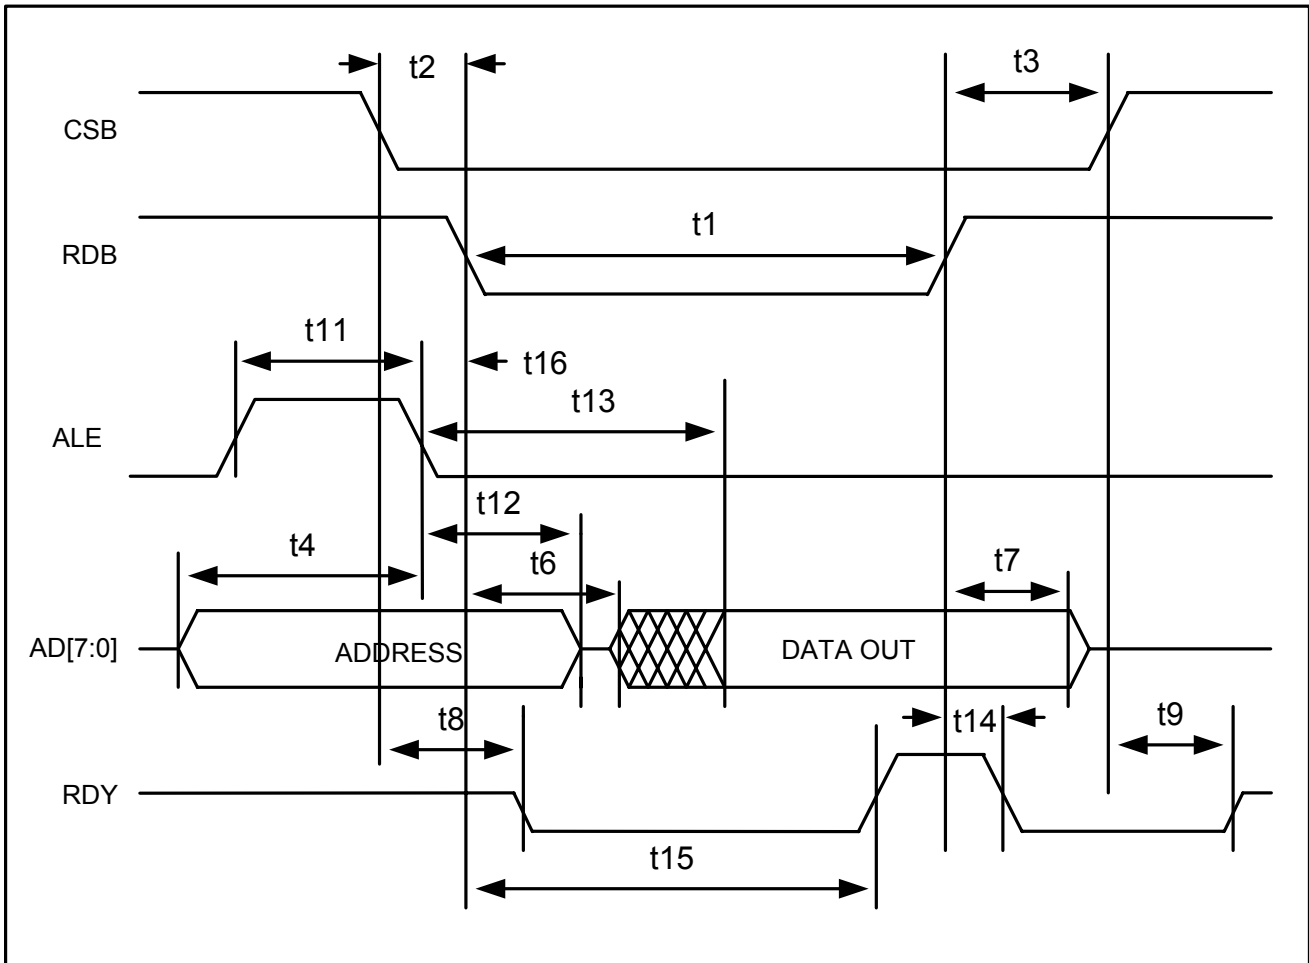 t2
t3
CSB
t1
RDB
t11
t16
t13
ALE
t12
t4
t6
t7
AD[7:0]
ADDRESS
DATA OUT
t8
t14
t9
RDY
t15